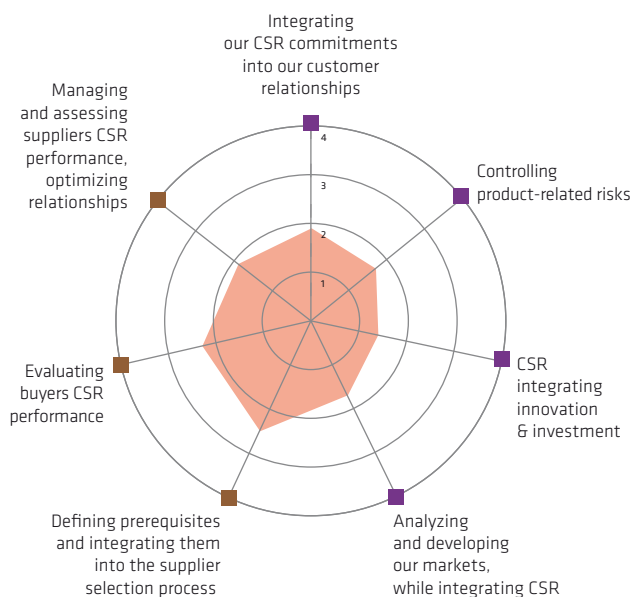 Integrating
our CSR commitments
into our customer
relationships
Managing
and assessing
suppliers CSR
performance,
optimizing
relationships
4
3
2
1
Controlling
product-related risks
Evaluating
buyers CSR
performance
CSR
integrating
innovation
& investment
Defining prerequisites
and integrating them
into the supplier
selection process
Analyzing
and developing
our markets,
while integrating CSR